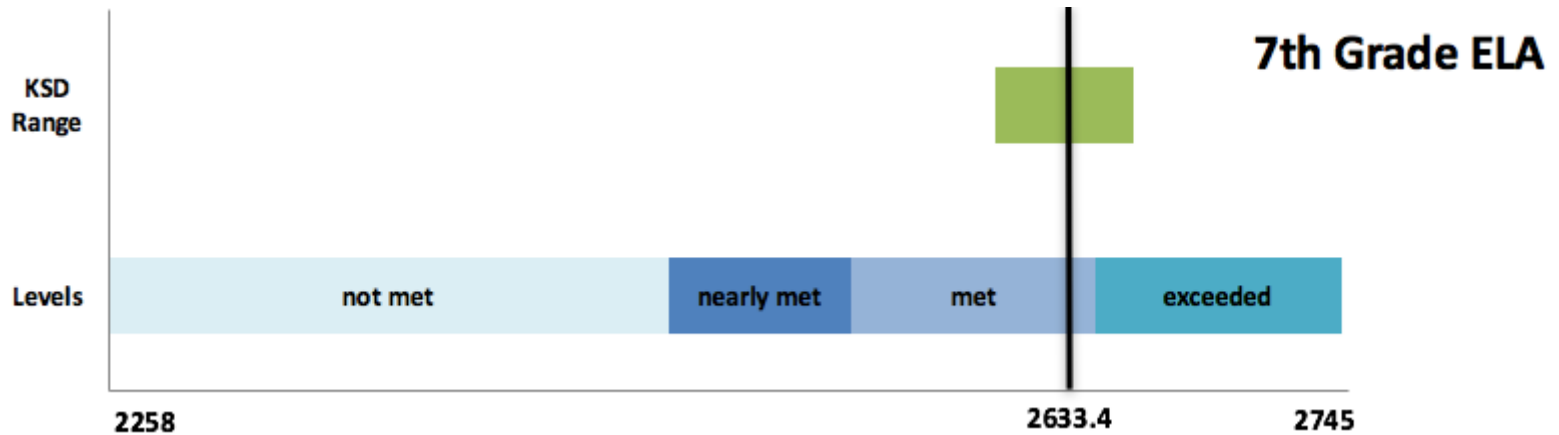 7th Grade ELA
KSD
Range
Levels
not met
nearly met
met
exceeded
2258
2633.4
2745